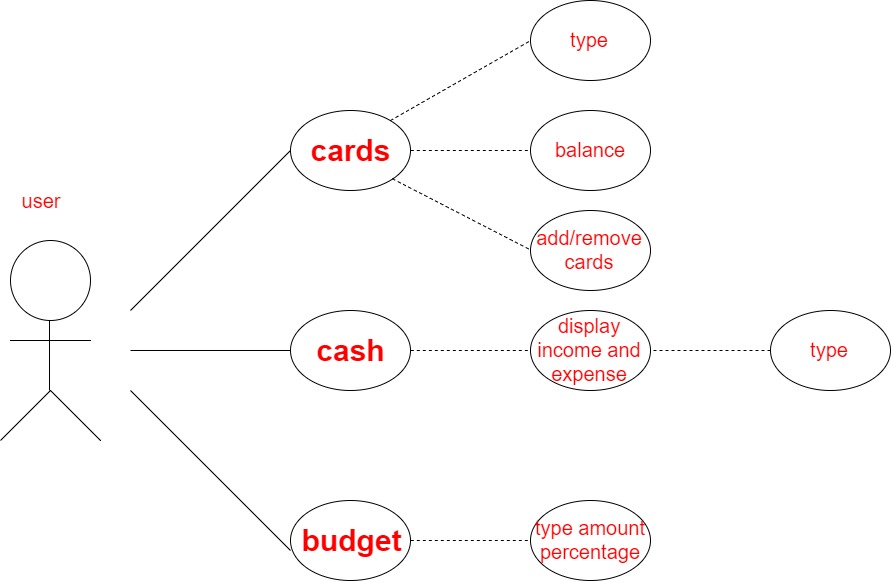 type
cards
balance
user
add/remove
cards
cash
display
income and
expense
type
budget
type amount
percentage